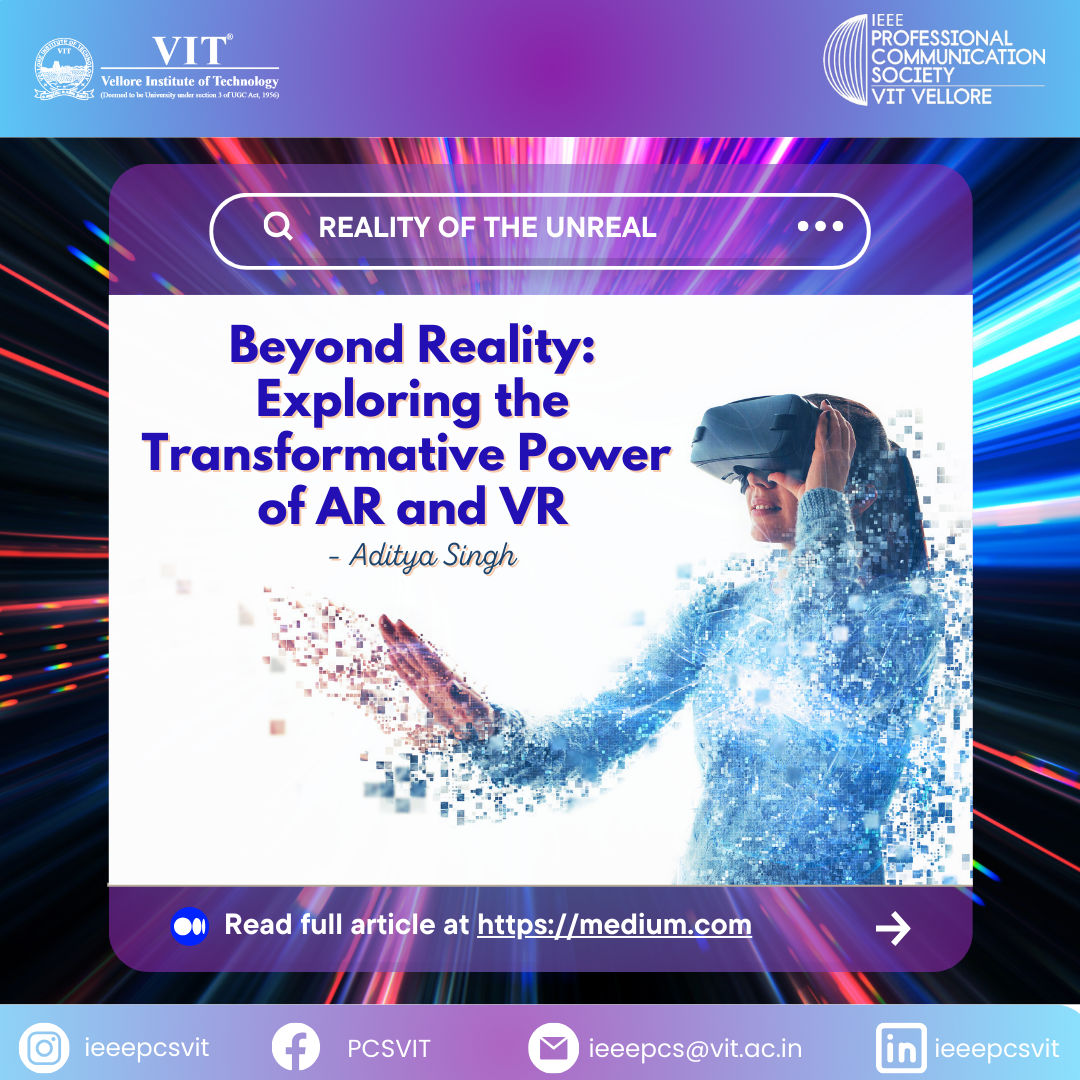 VIT®
Vellore Institute of Technology
(Deemed to be University under section 3 of UGC Act, 1956)
IEEE
PROFESSIONAL
COMMUNICATION
SOCIETY
VIT VELLORE
REALITY OF THE UNREAL
Beyond Reality:
Exploring the
Transformative Power
of AR and VR
- Aditya Singh
Read full article at https://medium.com
ieeepcsvit
PCSVIT
ieeepcs@vit.ac.in
ieeepcsvit